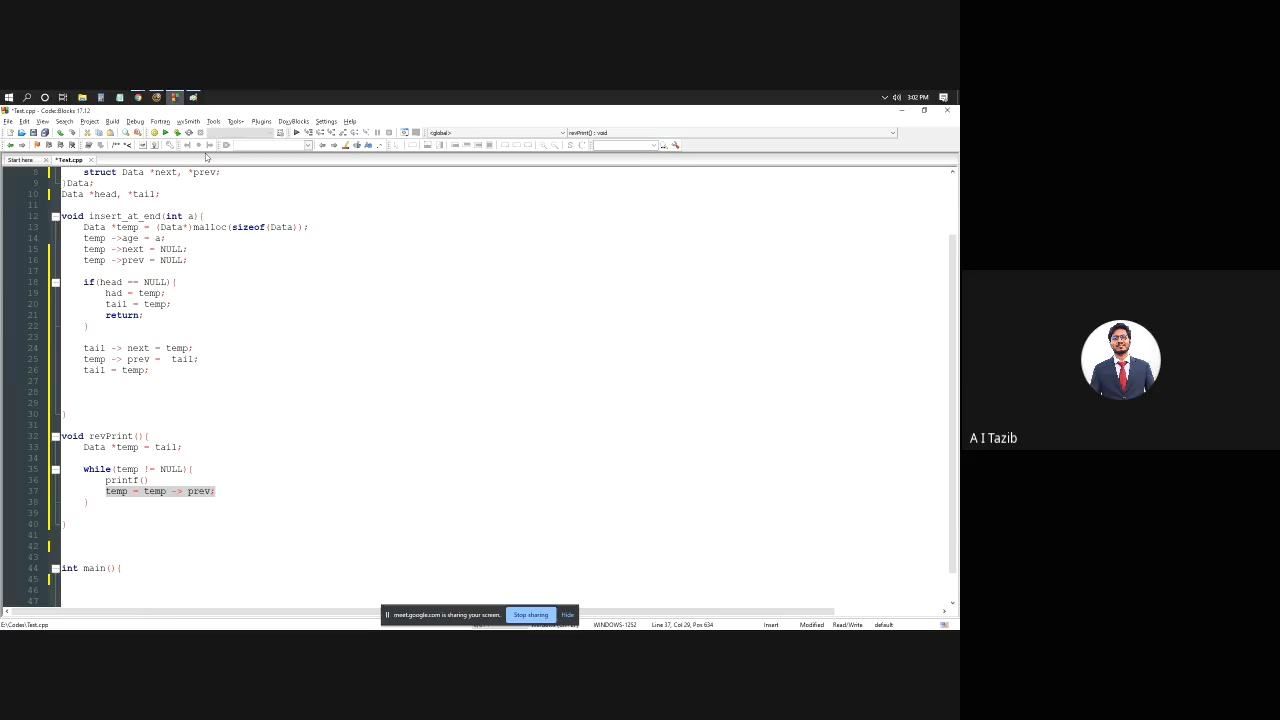 3:02 PM
*Test.cpp - Code::Blocks 17.12
File Edit View Search Project Build Debug Fortran wxSmith Tools Tools+ Plugins DoxyBlocks Settings Help
<global> revPrint() : void
Start here *Test.cpp
8 struct Data *next, *prev;
9 }Data;
10 Data *head, *tail;
11
12 void insert_at_end(int a){
13 Data *temp = (Data*)malloc(sizeof(Data));
14 temp ->age = a;
15 temp ->next = NULL;
16 temp ->prev = NULL;
17
18 if(head == NULL){
19 had = temp;
20 tail = temp;
21 return;
22 }
23
24 tail -> next = temp;
25 temp -> prev = tail;
26 tail = temp;
27
28
29
30 }
31
32 void revPrint(){
33 Data *temp = tail;
34
35 while(temp != NULL){
36 printf()
37 temp = temp -> prev;
38 }
39
40 }
41
42
43
44 int main(){
45
46
47
meet.google.com is sharing your screen. Stop sharing Hide
E:\Codes\Test.cpp WINDOWS-1252 Line 37, Col 29, Pos 634 Insert Modified Read/Write default
A I Tazib